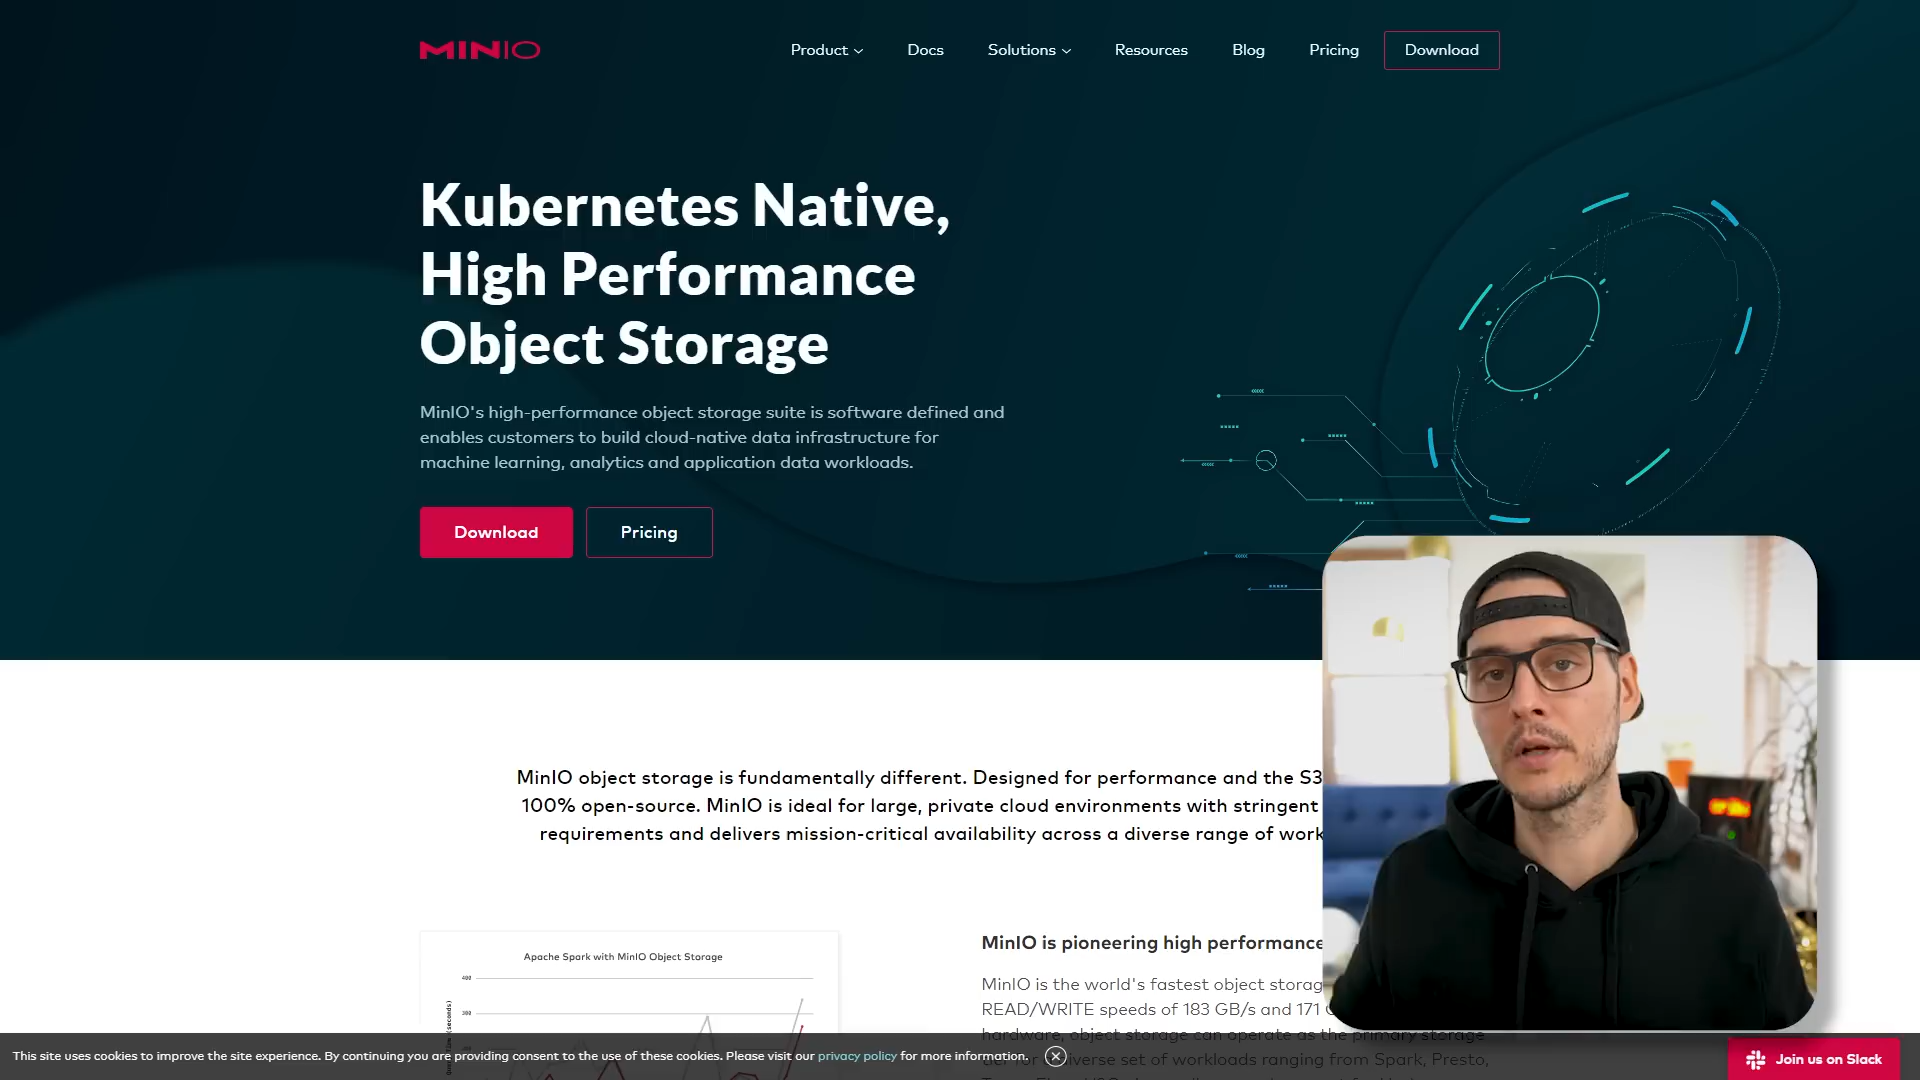 MINIO
Product
Docs
Solutions
Resources
Blog
Pricing
Download
Kubernetes Native,
High Performance
Object Storage
MinIO's high-performance object storage suite is software defined and
enables customers to build cloud-native data infrastructure for
machine learning, analytics and application data workloads.
Download
Pricing
MinIO object storage is fundamentally different. Designed for performance and the S3
100% open-source. MinIO is ideal for large, private cloud environments with stringent
requirements and delivers mission-critical availability across a diverse range of work
Apache Spark with MinIO Object Storage
400
300
(seconds)
MinIO is pioneering high performance
MinIO is the world's fastest object storag
READ/WRITE speeds of 183 GB/s and 171
hardware, object storage can operate as the primary storage
diverse set of workloads ranging from Spark, Presto,
This site uses cookies to improve the site experience. By continuing you are providing consent to the use of these cookies. Please visit our privacy policy for more information.
Join us on Slack